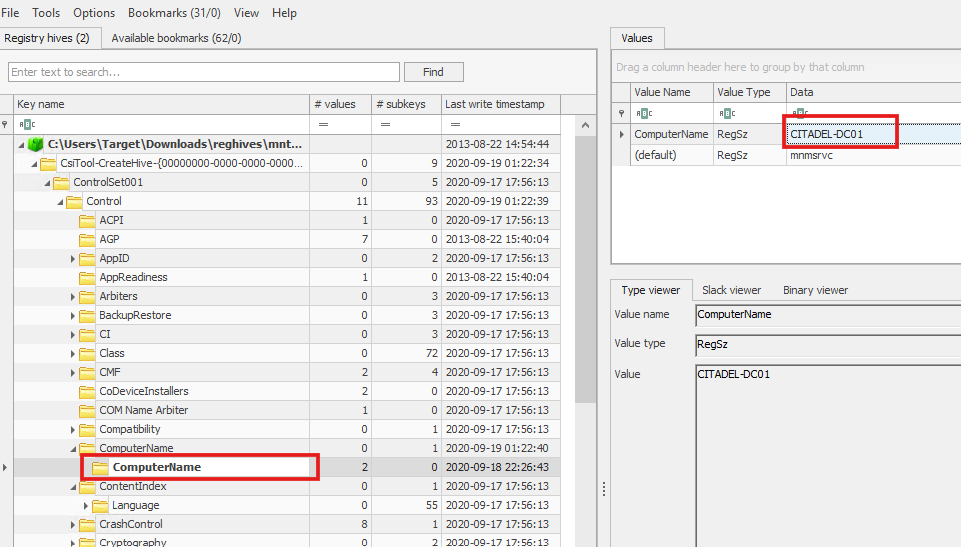 File Tools Options Bookmarks (31/0) View Help
Registry hives (2) Available bookmarks (62/0)
Enter text to search... Find
Key name # values # subkeys Last write timestamp
C:\Users\Target\Downloads\reghives\mnt... 2013-08-22 14:54:44
CsiTool-CreateHive-{00000000-0000-0000-0000... 0 9 2020-09-19 01:22:34
ControlSet001 0 5 2020-09-17 17:56:13
Control 11 93 2020-09-19 01:22:39
ACPI 1 0 2020-09-17 17:56:13
AGP 7 0 2013-08-22 15:40:04
AppID 0 2 2020-09-17 17:56:13
AppReadiness 1 0 2013-08-22 15:40:04
Arbiters 0 3 2020-09-17 17:56:13
BackupRestore 0 3 2020-09-17 17:56:13
CI 0 3 2020-09-17 17:56:13
Class 0 72 2020-09-17 17:56:13
CMF 2 4 2020-09-17 17:56:13
CoDeviceInstallers 2 0 2020-09-17 17:56:13
COM Name Arbiter 1 0 2020-09-17 17:56:13
Compatibility 0 1 2020-09-17 17:56:13
ComputerName 0 1 2020-09-19 01:22:40
ComputerName 2 0 2020-09-18 22:26:43
ContentIndex 0 1 2020-09-17 17:56:13
Language 0 55 2020-09-17 17:56:13
CrashControl 8 1 2020-09-17 17:56:13
Cryptography 0 2 2020-09-17 17:56:13
Values
Drag a column header here to group by that column
Value Name Value Type Data
ComputerName RegSz CITADEL-DC01
(default) RegSz mnmsrvc
Type viewer Slack viewer Binary viewer
Value name ComputerName
Value type RegSz
Value CITADEL-DC01